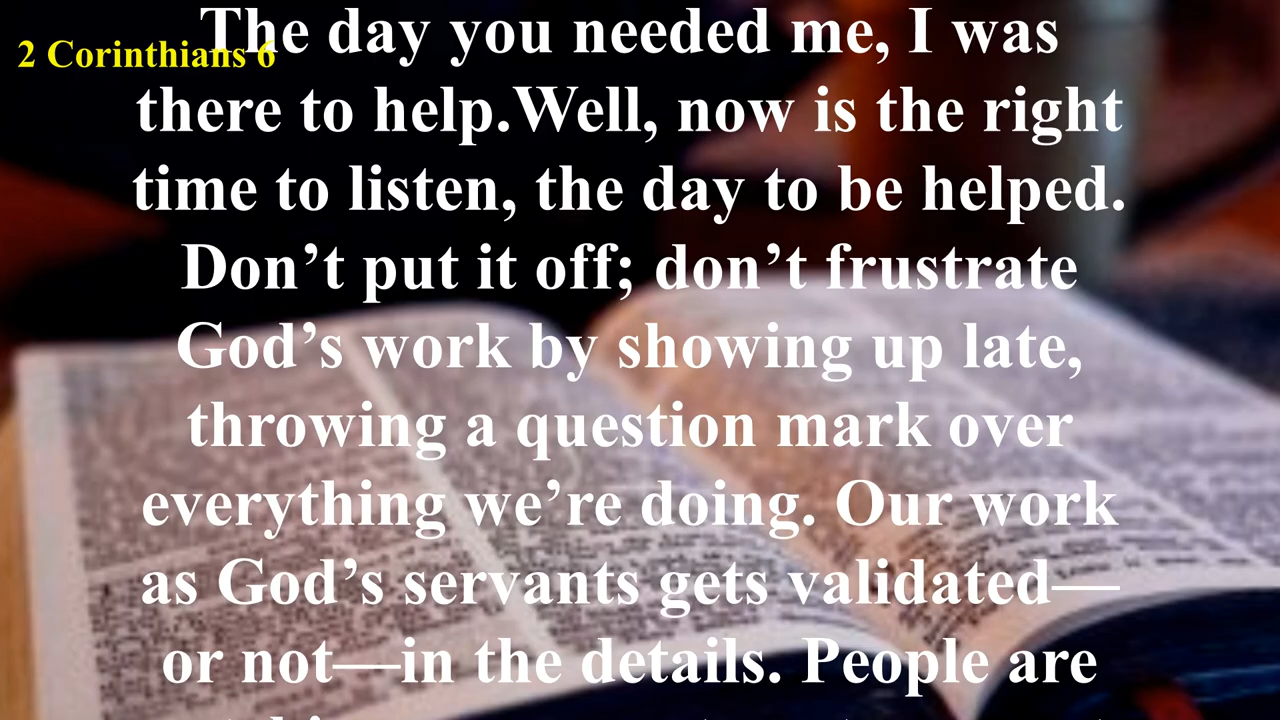 2 Corinthians 6
The day you needed me, I was
there to help.Well, now is the right
time to listen, the day to be helped.
Don’t put it off; don’t frustrate
God’s work by showing up late,
throwing a question mark over
everything we’re doing. Our work
as God’s servants gets validated—
or not—in the details. People are